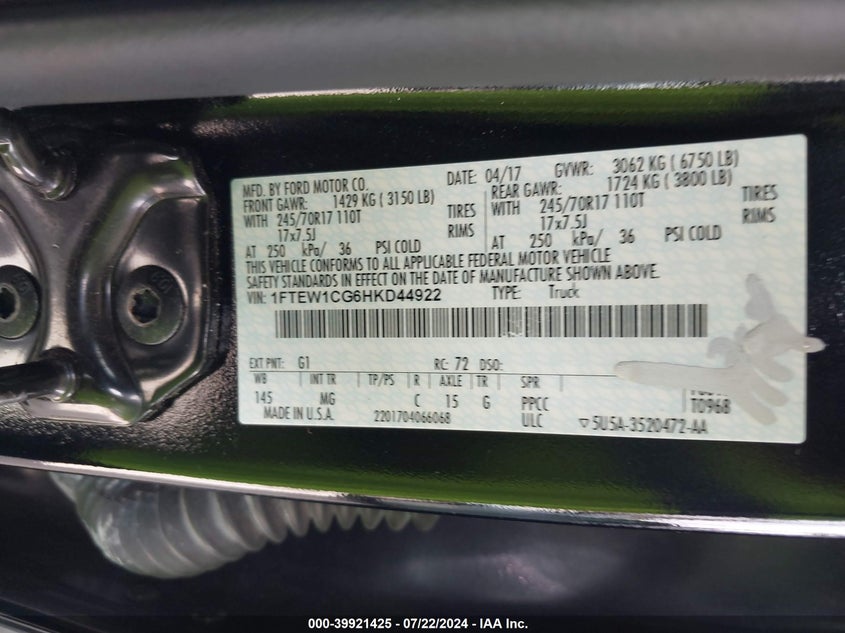 MFD. BY FORD MOTOR CO. DATE: 04/17 GVWR: 3062 KG ( 6750 LB)
FRONT GAWR: 1429 KG ( 3150 LB) REAR GAWR: 1724 KG ( 3800 LB)
WITH 245/70R17 110T TIRES WITH 245/70R17 110T TIRES
17x7.5J RIMS 17x7.5J RIMS
AT 250 kPa/ 36 PSI COLD AT 250 kPa/ 36 PSI COLD
THIS VEHICLE CONFORMS TO ALL APPLICABLE FEDERAL MOTOR VEHICLE
SAFETY STANDARDS IN EFFECT ON THE DATE OF MANUFACTURE SHOWN ABOVE.
VIN: 1FTEW1CG6HKD44922 TYPE: Truck
EXT PNT: G1 RC: 72 DSO:
WB INT TR TP/PS R AXLE TR SPR
145 MG C 15 G PPCC T0968
MADE IN U.S.A. 2201704066068 ULC ▽5U5A-3520472-AA
000-39921425 - 07/22/2024 - IAA Inc.